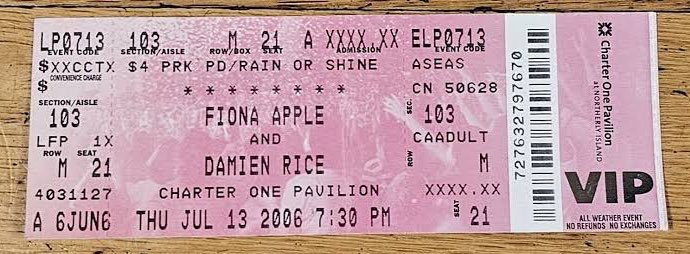 LP0713 103 M 21 A XXXX.XX ELP0713
EVENT CODE SECTION/AISLE ROW/BOX SEAT ADMISSION EVENT CODE
$XXCCTX $4 PRK PD/RAIN OR SHINE ASEAS
CONVENIENCE CHARGE
SECTION/AISLE * * * * * * * * CN 50628
103 FIONA APPLE SEC. 103
LFP 1X AND CAADULT
ROW SEAT
M 21 DAMIEN RICE ROW M
4031127 CHARTER ONE PAVILION XXXX.XX
A 6JUN6 THU JUL 13 2006 7:30 PM SEAT 21
727632797670
Charter One Pavilion
at NORTHERLY ISLAND
VIP
ALL WEATHER EVENT
NO REFUNDS NO EXCHANGES